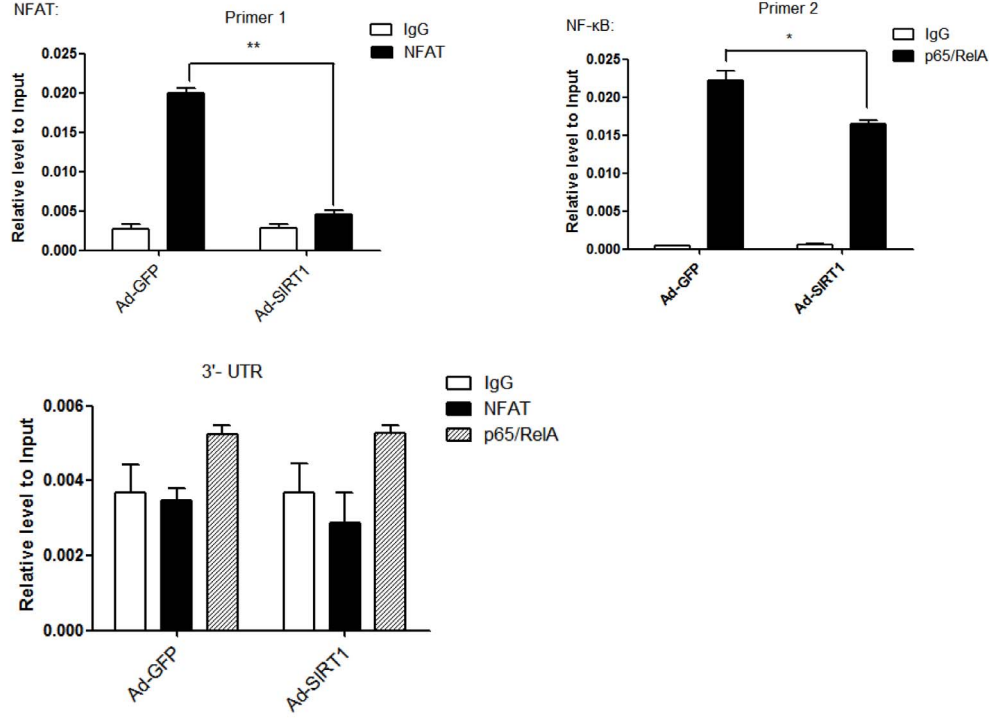 NFAT:
Primer 1
IgG
NFAT
**
Relative level to Input
0.025
0.020
0.015
0.010
0.005
0.000
Ad-GFP
Ad-SIRT1
NF-κB:
Primer 2
IgG
p65/RelA
*
Relative level to Input
0.025
0.020
0.015
0.010
0.005
0.000
Ad-GFP
Ad-SIRT1
3'- UTR
IgG
NFAT
p65/RelA
Relative level to Input
0.006
0.004
0.002
0.000
Ad-GFP
Ad-SIRT1